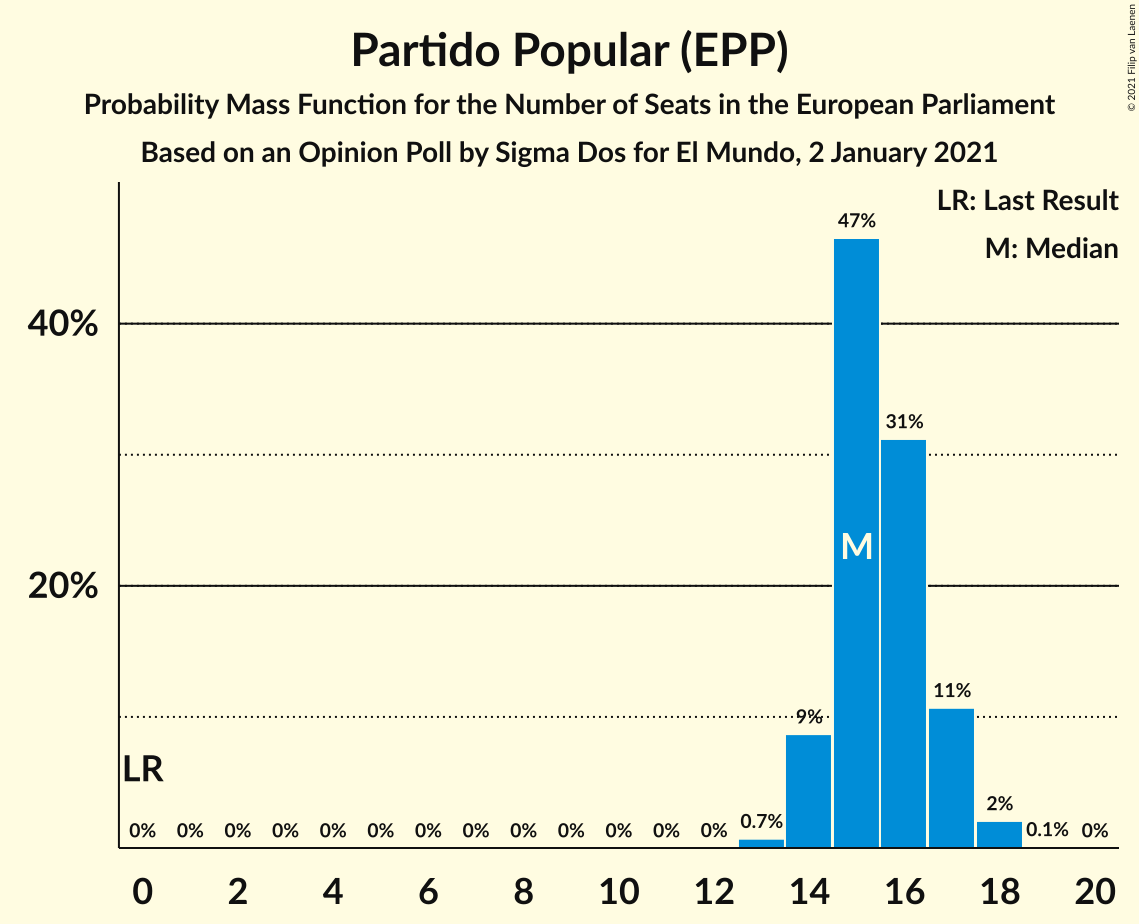 Partido Popular (EPP)
Probability Mass Function for the Number of Seats in the European Parliament
Based on an Opinion Poll by Sigma Dos for El Mundo, 2 January 2021
© 2021 Filip van Laenen
LR: Last Result
M: Median
47%
40%
31%
M
20%
11%
9%
LR
2%
0% 0% 0% 0% 0% 0% 0% 0% 0% 0% 0% 0% 0% 0.7% 0.1% 0%
0 2 4 6 8 10 12 14 16 18 20